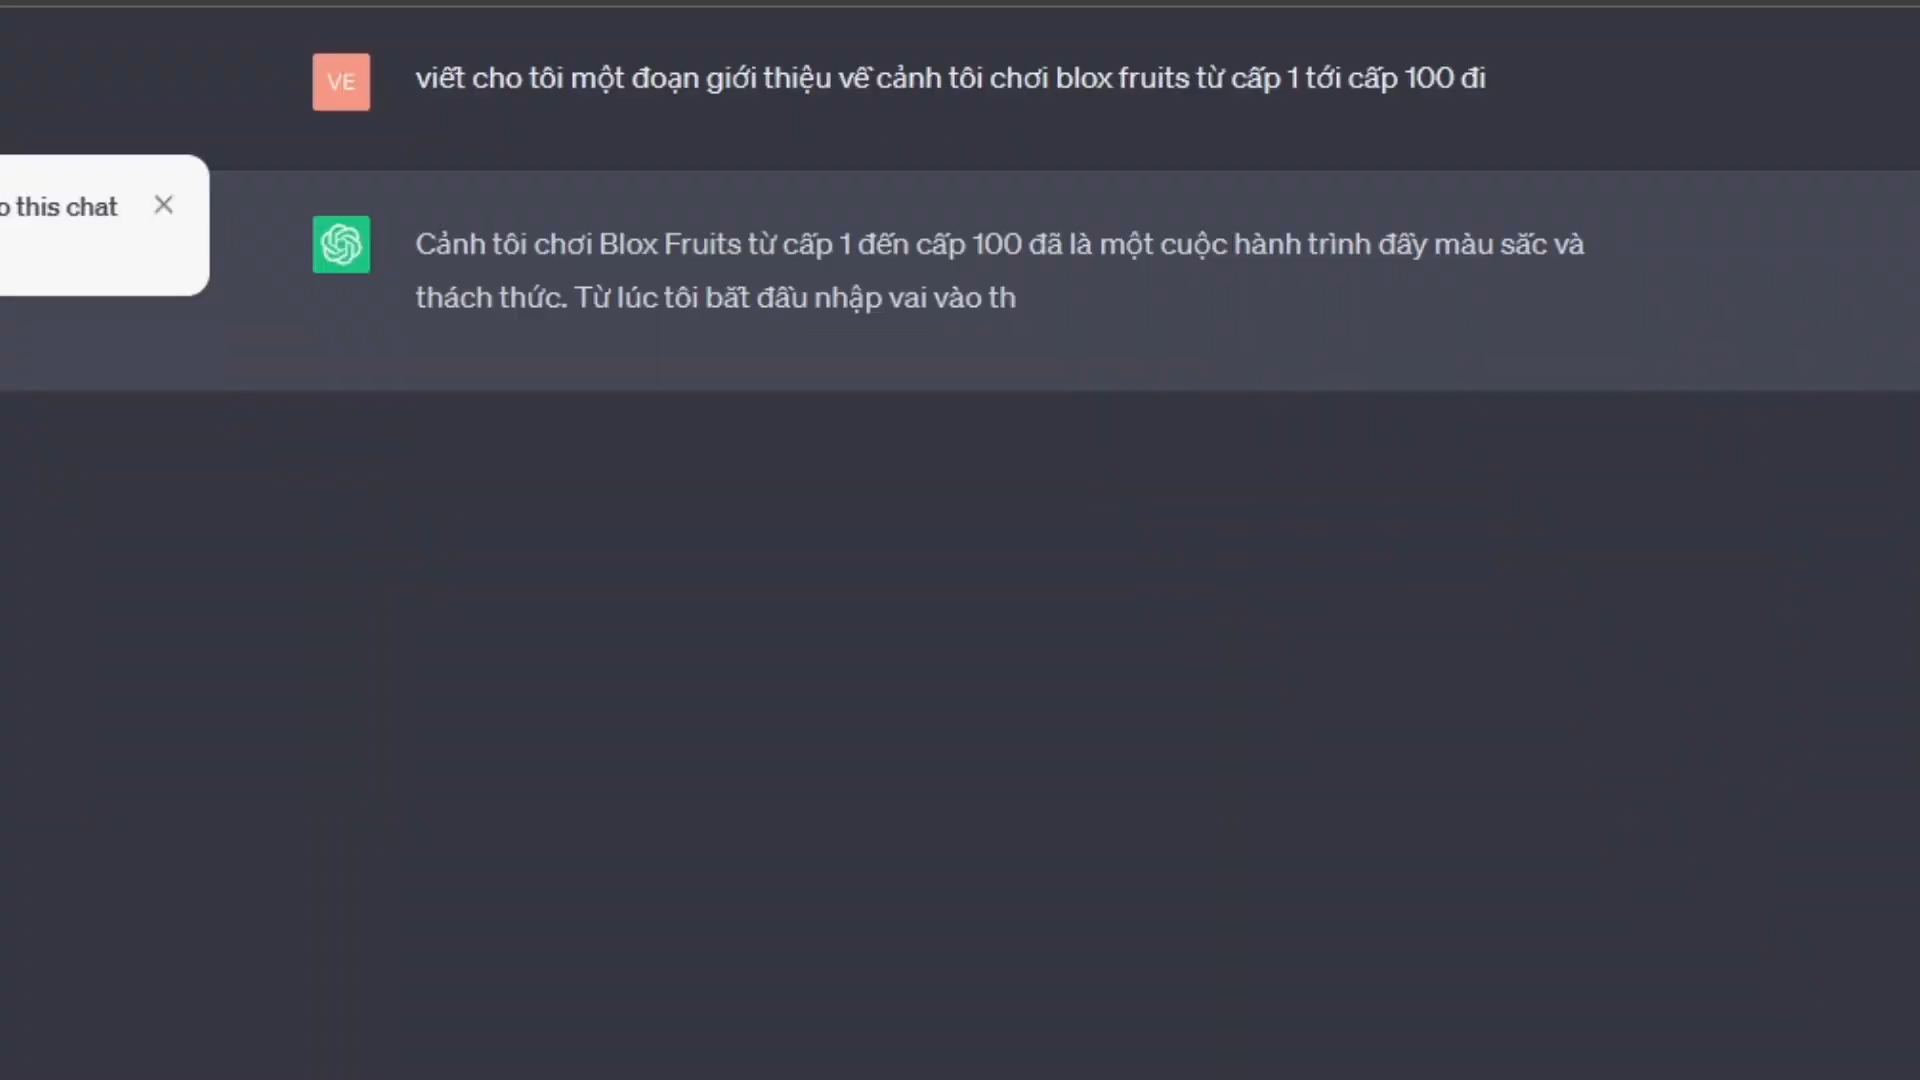 VE
viết cho tôi một đoạn giới thiệu về cảnh tôi chơi blox fruits từ cấp 1 tới cấp 100 đi
o this chat
Cảnh tôi chơi Blox Fruits từ cấp 1 đến cấp 100 đã là một cuộc hành trình đầy màu sắc và
thách thức. Từ lúc tôi bắt đầu nhập vai vào th